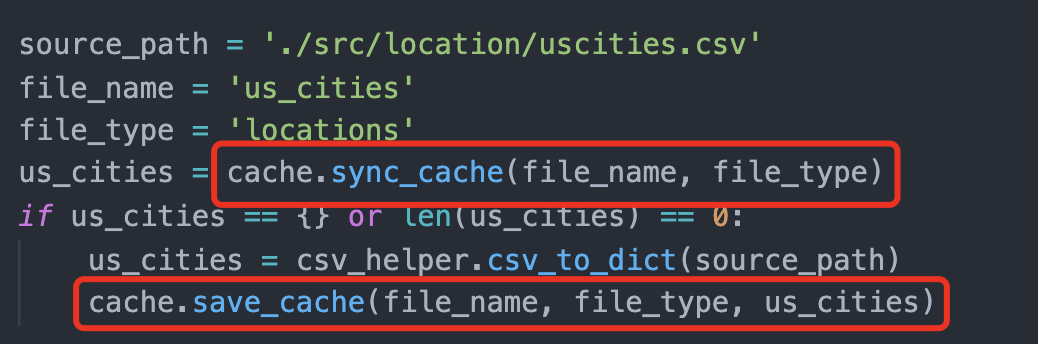 source_path = './src/location/uscities.csv'
file_name = 'us_cities'
file_type = 'locations'
us_cities = cache.sync_cache(file_name, file_type)
if us_cities == {} or len(us_cities) == 0:
    us_cities = csv_helper.csv_to_dict(source_path)
    cache.save_cache(file_name, file_type, us_cities)